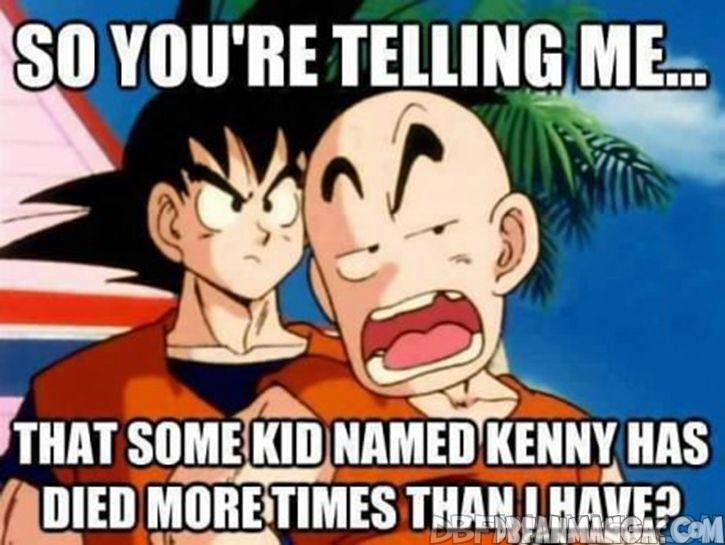 SO YOU'RE TELLING ME...
THAT SOME KID NAMED KENNY HAS
DIED MORE TIMES THAN I HAVE?